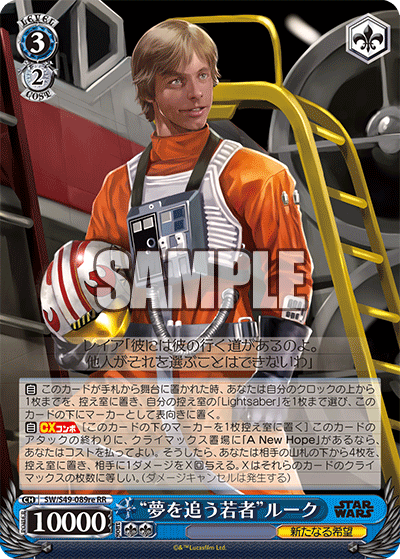 LEVEL
3
2
COST
SAMPLE
レイア「彼には彼の行く道があるのよ。
他人がそれを選ぶことはできないわ」
自 このカードが手札から舞台に置かれた時、あなたは自分のクロックの上から
1枚までを、控え室に置き、自分の控え室の「Lightsaber」を1枚まで選び、こ
のカードの下にマーカーとして表向きに置く。
自 CXコンボ [このカードの下のマーカーを1枚控え室に置く] このカードの
アタックの終わりに、クライマックス置場に「A New Hope」があるなら、
あなたはコストを払ってよい。そうしたら、あなたは相手の山札の下から4枚を、
控え室に置き、相手に1ダメージをX回与える。Xはそれらのカードのクライ
マックスの枚数に等しい。(ダメージキャンセルは発生する)
CH SW/S49-089re RR
10000
“夢を追う若者”ルーク
STAR WARS
新たなる希望
©&™ Lucasfilm Ltd.